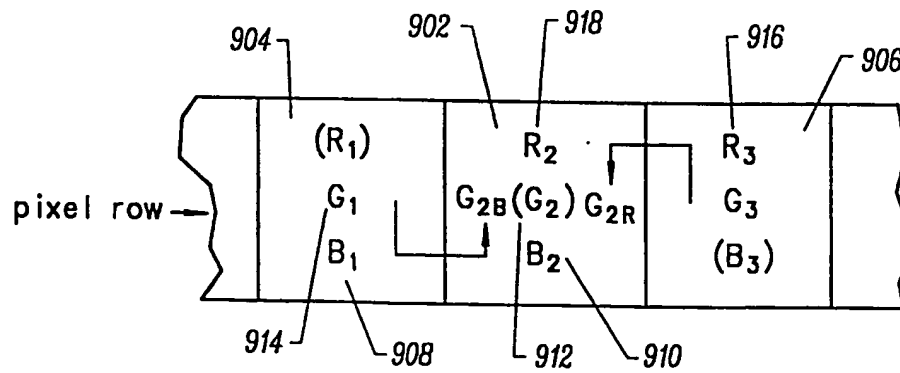 904 902 918 916 906
(R₁) R₂ R₃
pixel row G₁ G₂B(G₂) G₂R G₃
B₁ B₂ (B₃)
914 908 912 910